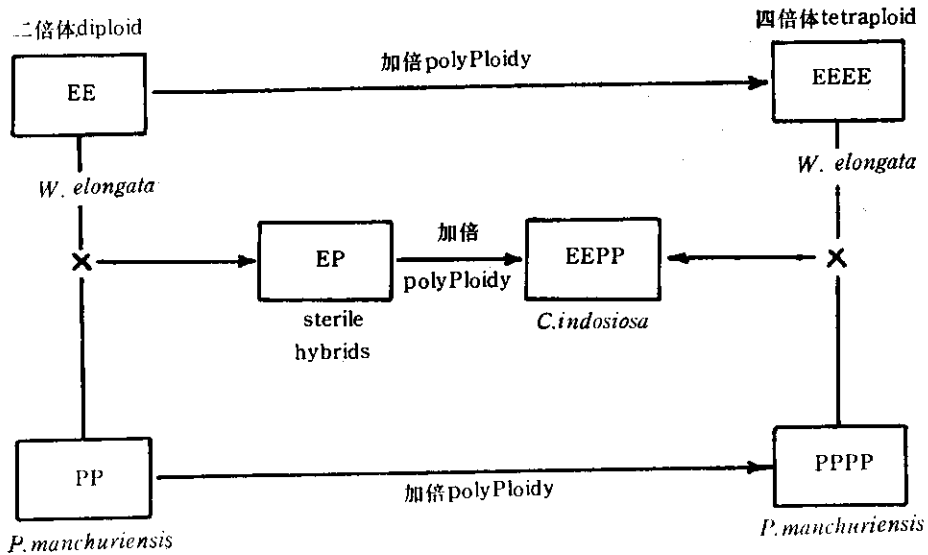 二倍体diploid
四倍体tetraploid
加倍polyPloidy
EE
EEEE
W. elongata
W. elongata
加倍
EP
EEPP
polyPloidy
sterile
hybrids
C.indosiosa
PP
PPPP
加倍polyPloidy
P.manchuriensis
P.manchuriensis